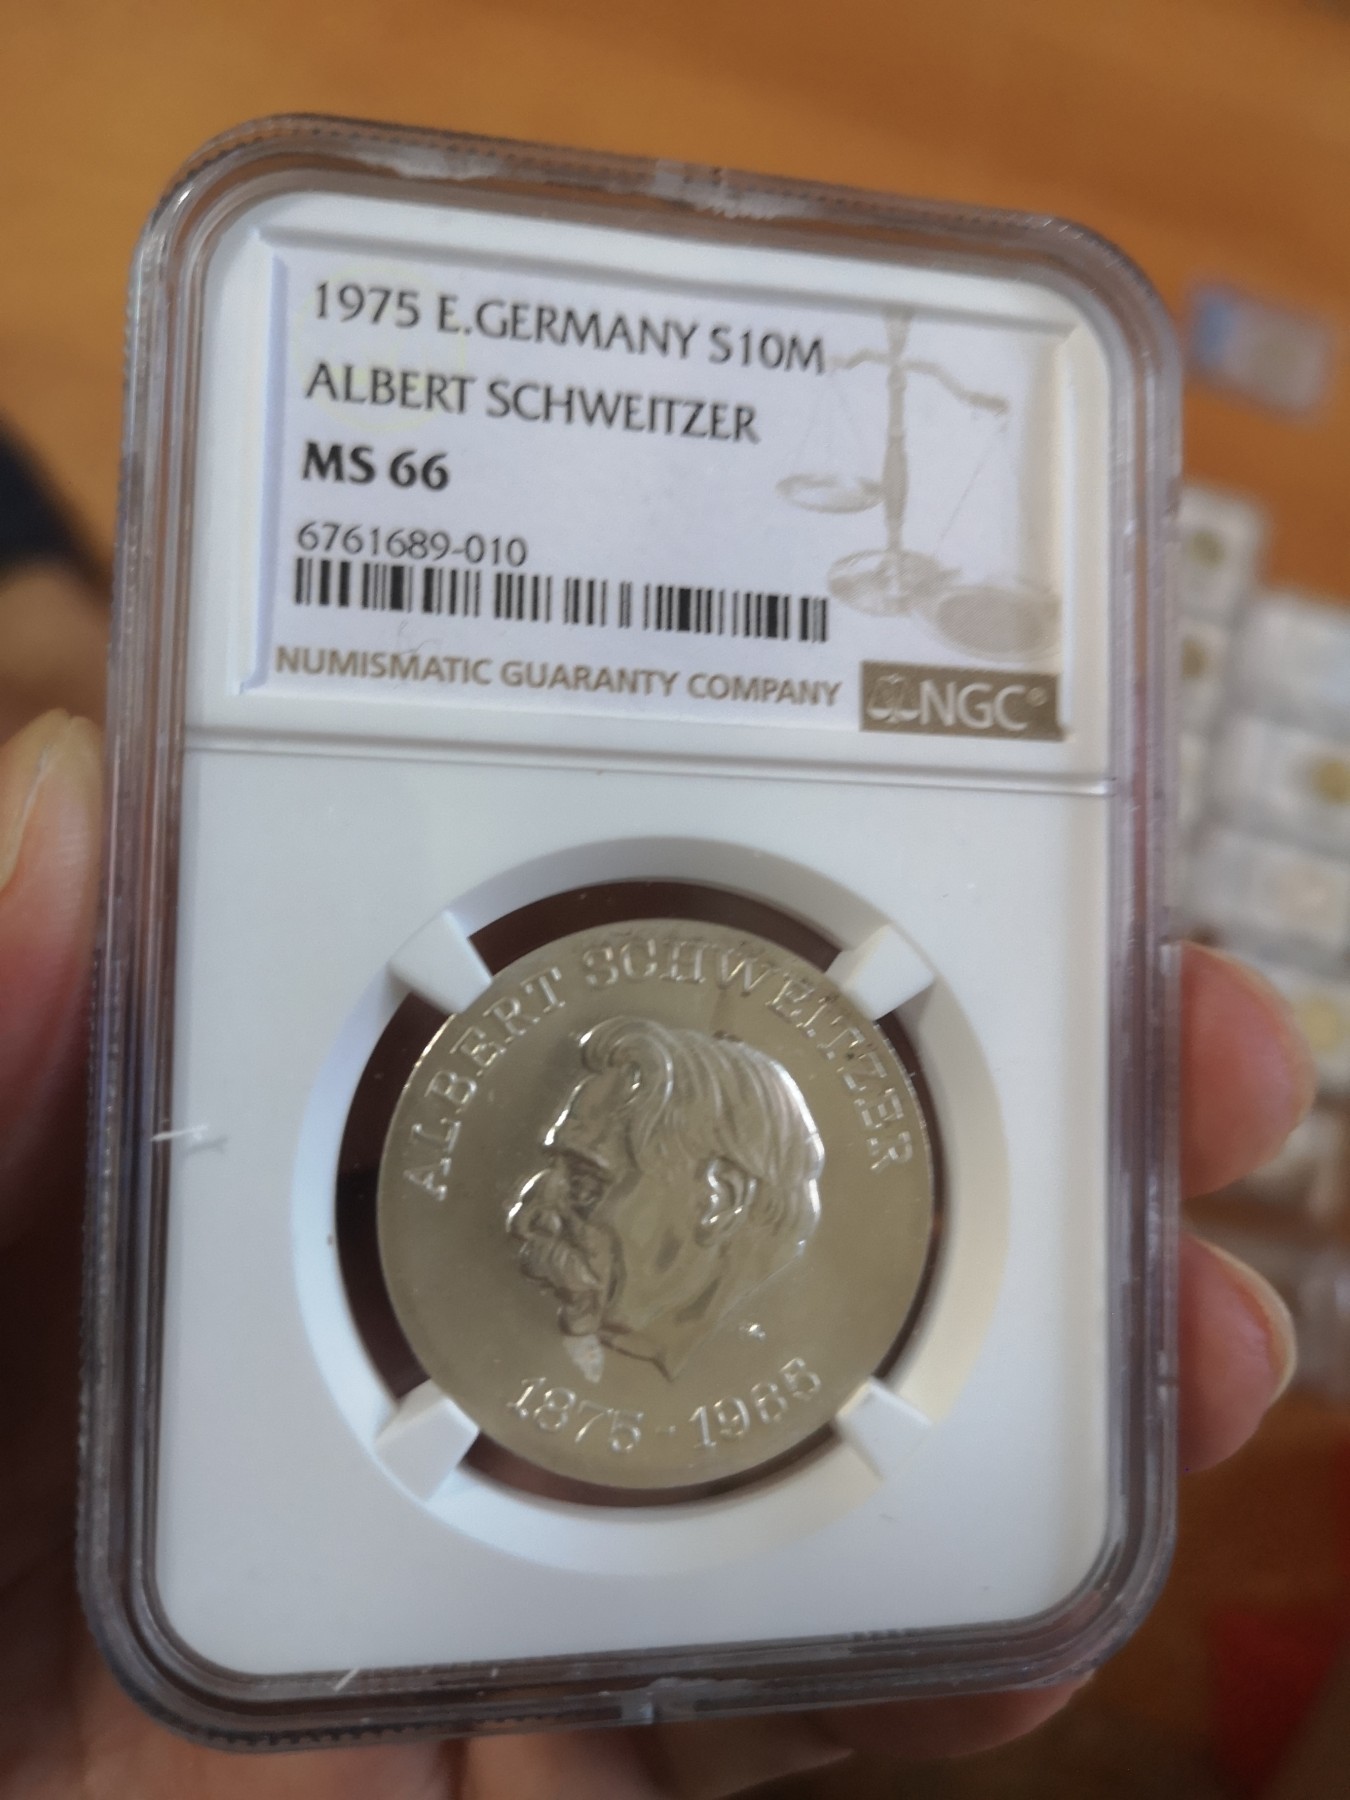 1975 E.GERMANY S10M
ALBERT SCHWEITZER
MS 66
6761689-010
NUMISMATIC GUARANTY COMPANY
NGC®
ALBERT SCHWEITZER
1875-1965